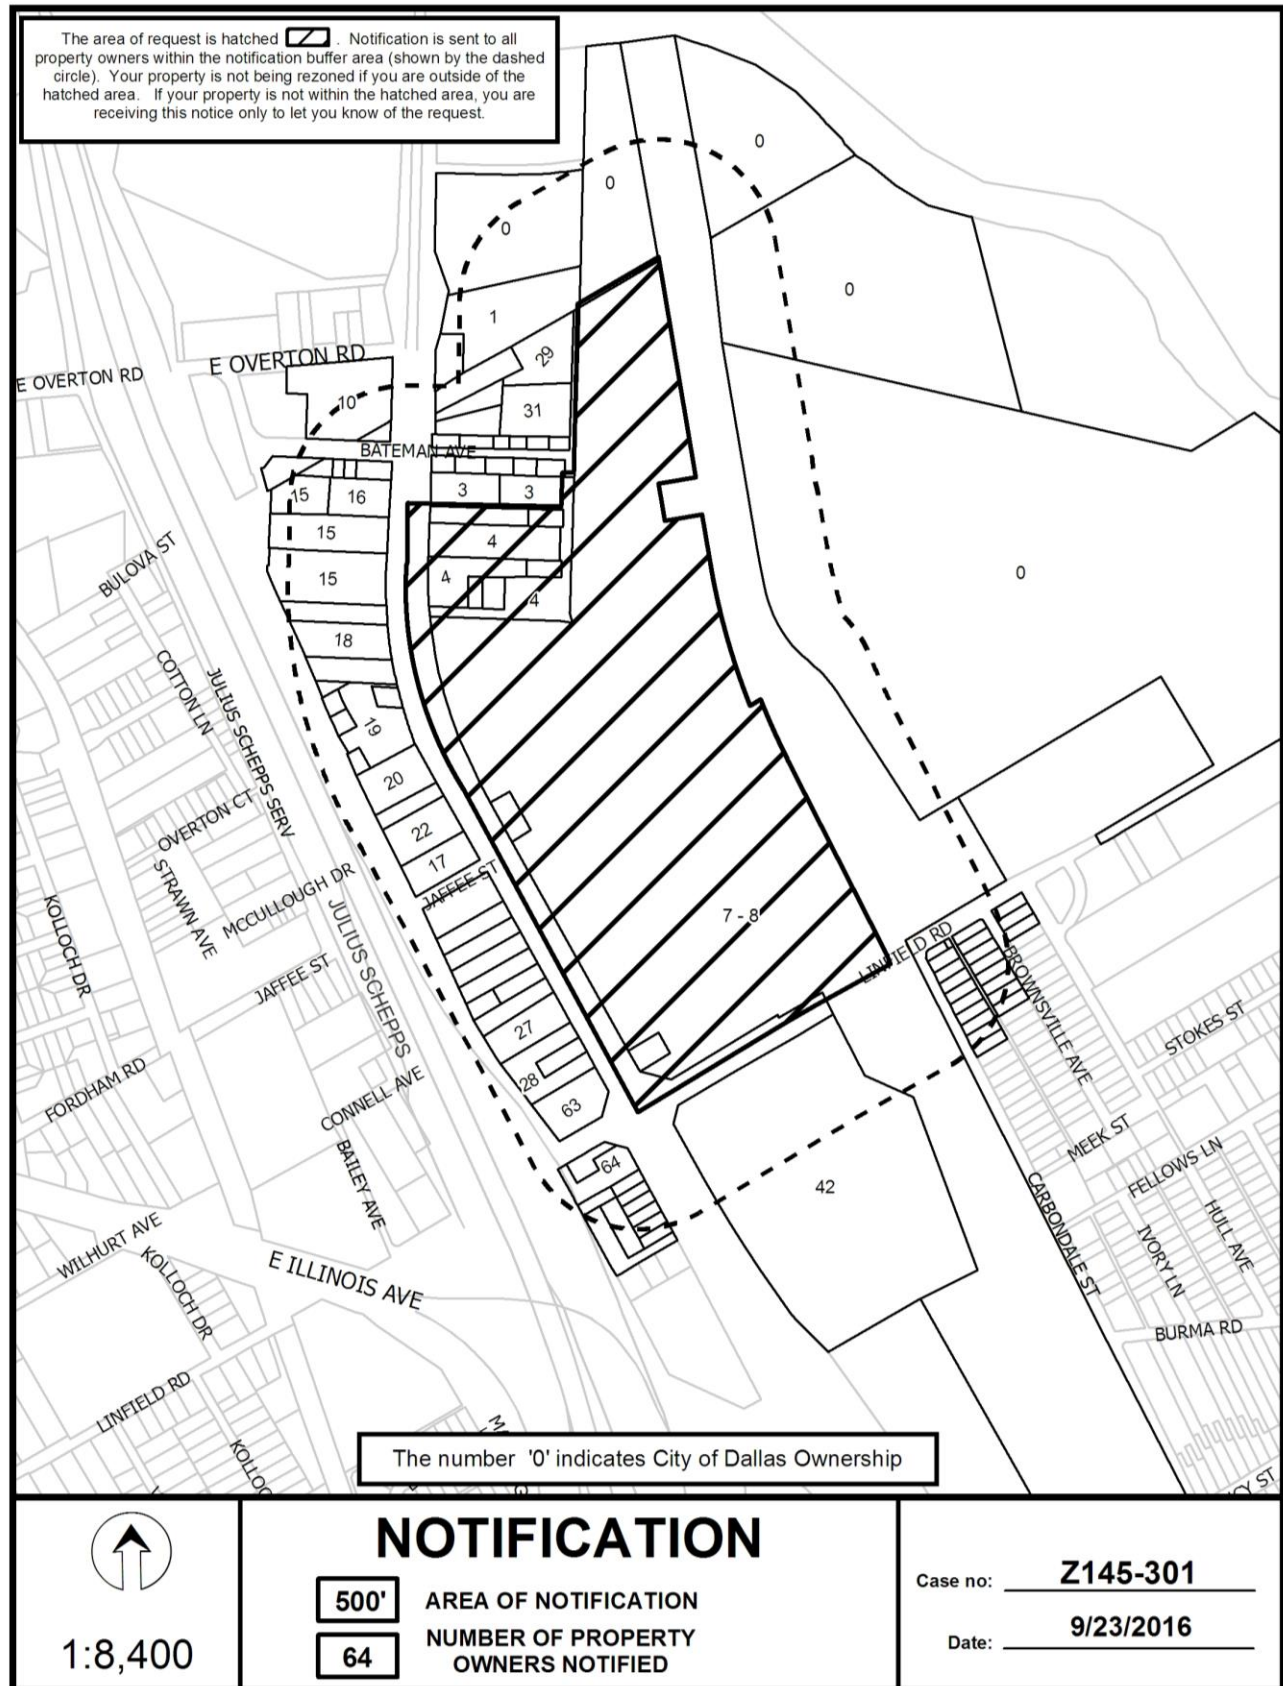 The area of request is hatched . Notification is sent to all
property owners within the notification buffer area (shown by the dashed
circle). Your property is not being rezoned if you are outside of the
hatched area. If your property is not within the hatched area, you are
receiving this notice only to let you know of the request.
0
0
0
0
1
29
E OVERTON RD
E OVERTON RD
10
31
BATEMAN AVE
15
16
3
3
15
4
15
4
4
0
BULOVA ST
18
COTTON LN
JULIUS SCHEPPS SERV
19
20
OVERTON CT
22
17
STRAWN AVE
MCCULLOUGH DR
JAFFEE ST
KOLLOCH DR
JULIUS SCHEPPS
7 - 8
LINFIELD RD
JAFFEE ST
BROWNSVILLE AVE
STOKES ST
27
28
63
FORDHAM RD
CONNELL AVE
BAILEY AVE
64
42
MEEK ST
FELLOWS LN
CARBONDALE ST
IVORY LN
HULL AVE
WILHURT AVE
KOLLOCH DR
E ILLINOIS AVE
BURMA RD
LINFIELD RD
The number '0' indicates City of Dallas Ownership
1:8,400
NOTIFICATION
500' AREA OF NOTIFICATION
64 NUMBER OF PROPERTY
OWNERS NOTIFIED
Case no: Z145-301
Date: 9/23/2016